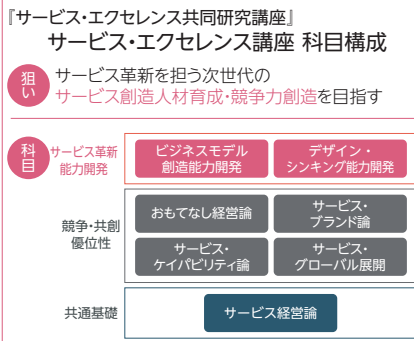 『サービス・エクセレンス共同研究講座』
サービス・エクセレンス講座 科目構成
狙い
サービス革新を担う次世代の
サービス創造人材育成・競争力創造を目指す
科目
サービス革新
能力開発
ビジネスモデル
創造能力開発
デザイン・
シンキング能力開発
競争・共創
優位性
おもてなし経営論
サービス・
ブランド論
サービス・
ケイパビリティ論
サービス・
グローバル展開
共通基礎
サービス経営論